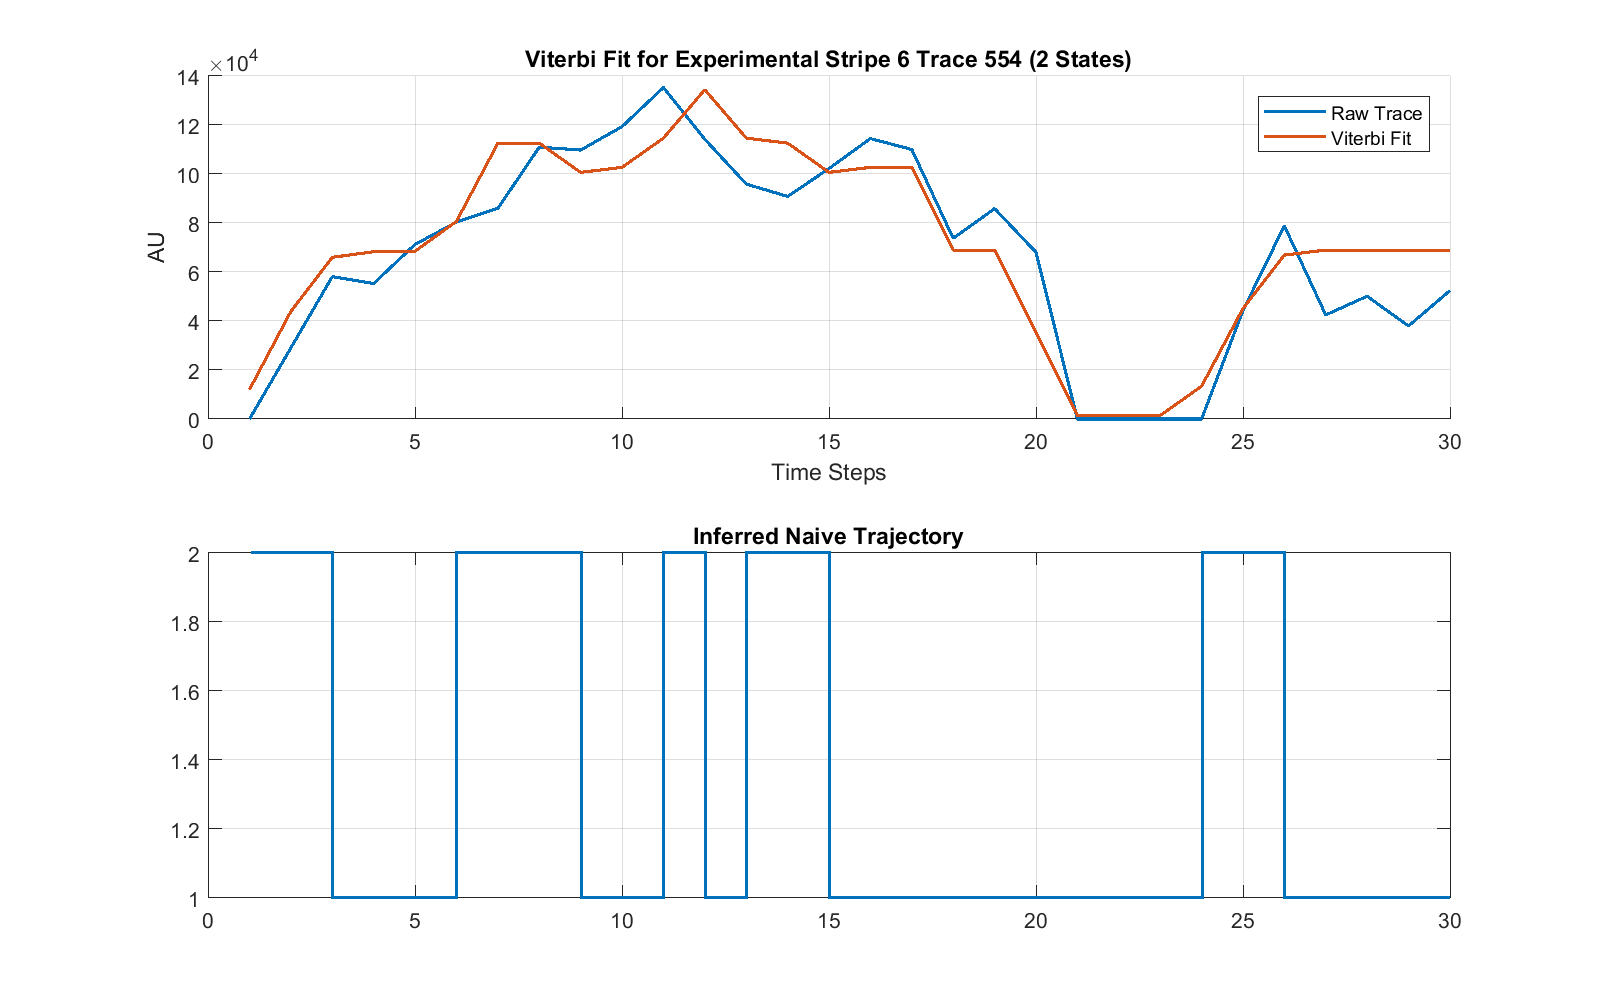 Viterbi Fit for Experimental Stripe 6 Trace 554 (2 States)
×10^4
14
12
10
8
6
4
2
0
AU
Raw Trace
Viterbi Fit
0 5 10 15 20 25 30
Time Steps
Inferred Naive Trajectory
2
1.8
1.6
1.4
1.2
1
0 5 10 15 20 25 30